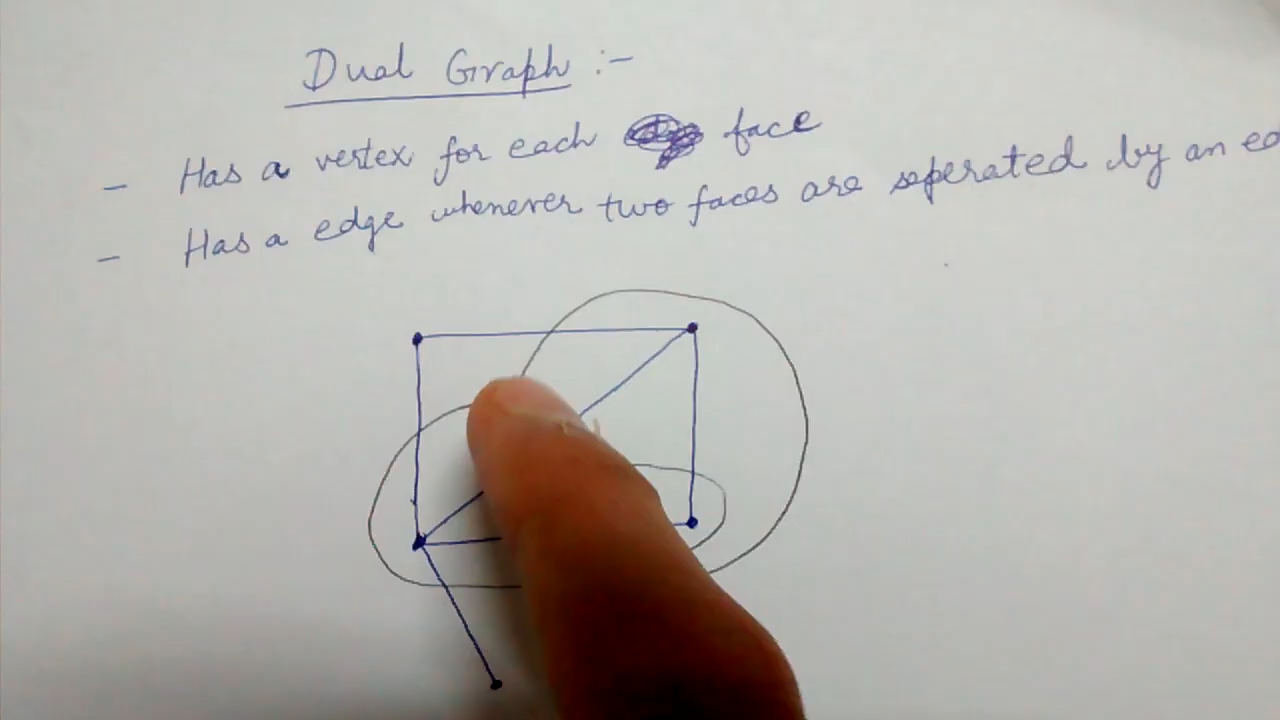 Dual Graph :-
- Has a vertex for each face
- Has a edge whenever two faces are seperated by an